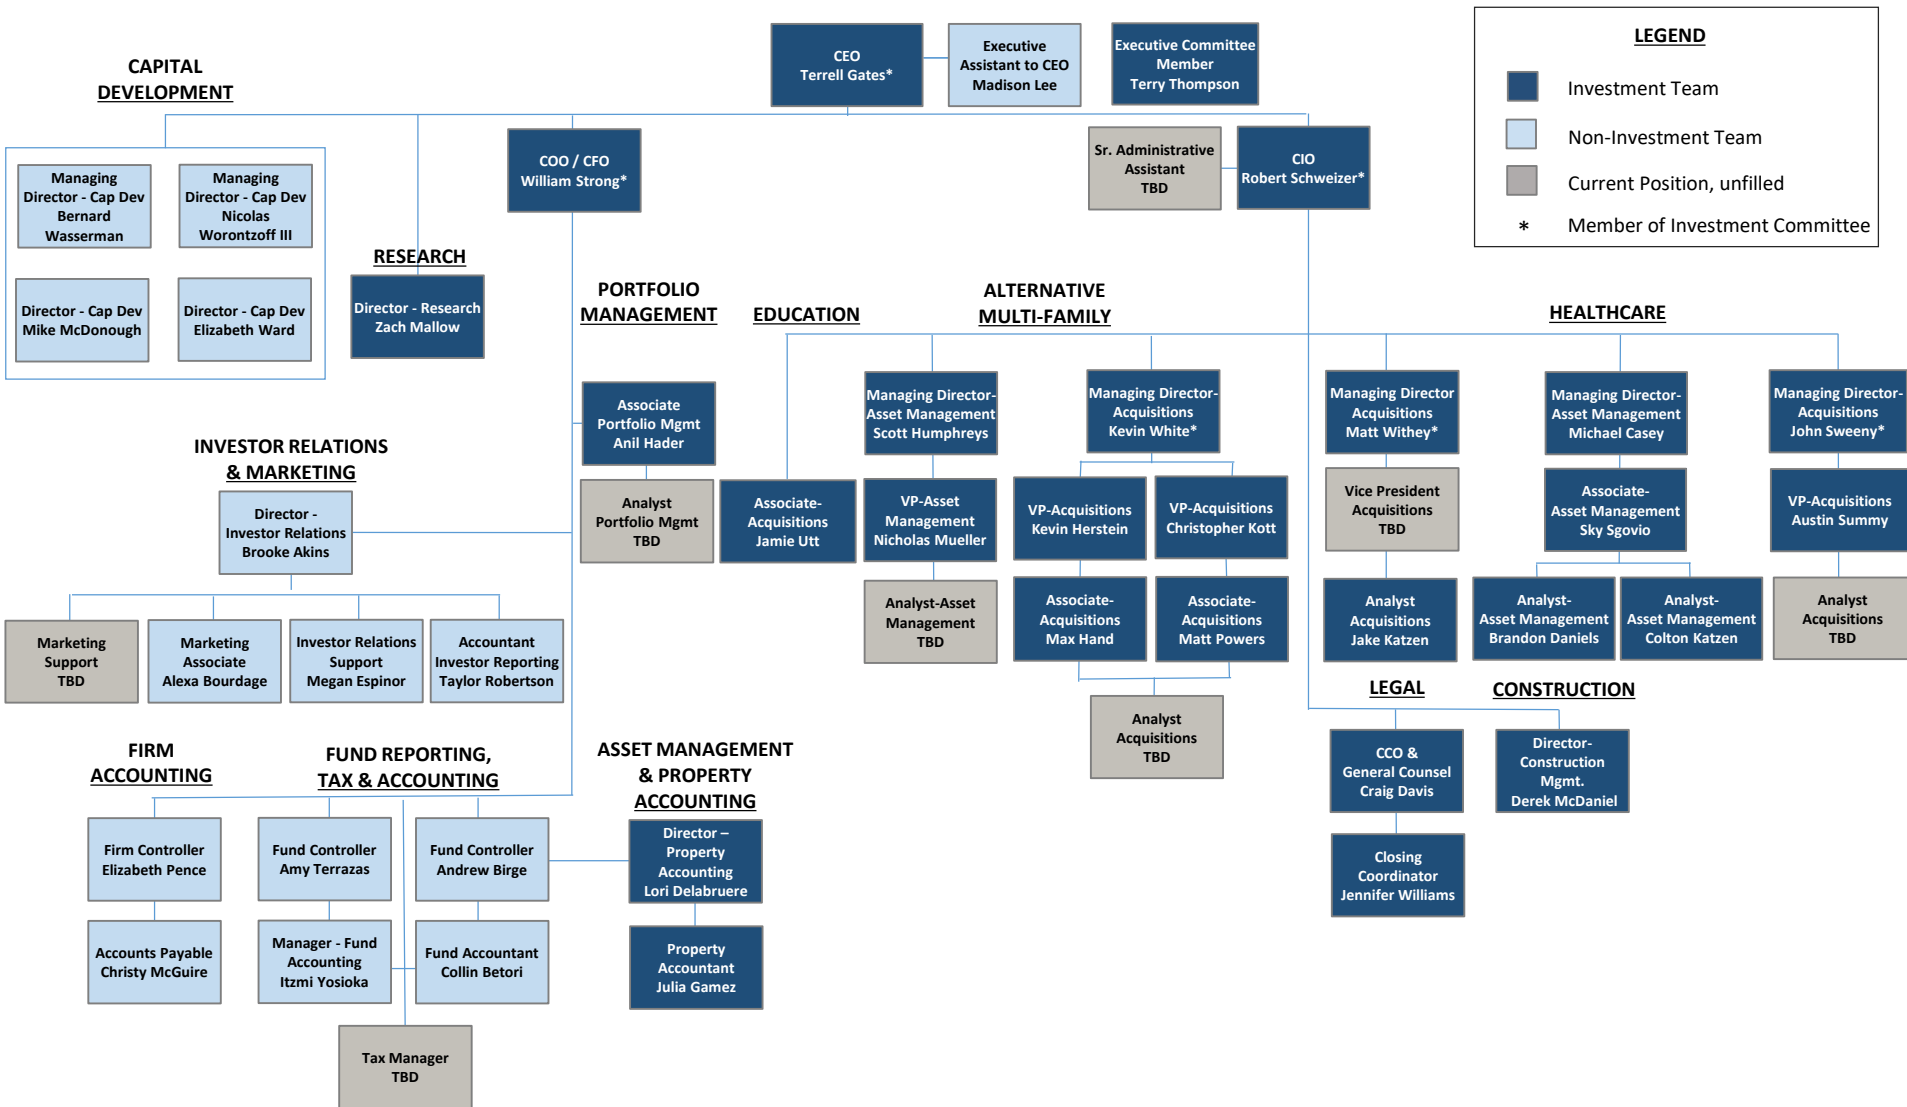 CEO
Terrell Gates*
Executive
Assistant to CEO
Madison Lee
Executive Committee
Member
Terry Thompson
LEGEND
Investment Team
Non-Investment Team
Current Position, unfilled
* Member of Investment Committee
CAPITAL
DEVELOPMENT
Managing
Director - Cap Dev
Bernard
Wasserman
Managing
Director - Cap Dev
Nicolas
Worontzoff III
Director - Cap Dev
Mike McDonough
Director - Cap Dev
Elizabeth Ward
RESEARCH
Director - Research
Zach Mallow
COO / CFO
William Strong*
Sr. Administrative
Assistant
TBD
CIO
Robert Schweizer*
PORTFOLIO
MANAGEMENT
Associate
Portfolio Mgmt
Anil Hader
Analyst
Portfolio Mgmt
TBD
INVESTOR RELATIONS
& MARKETING
Director -
Investor Relations
Brooke Akins
Marketing
Support
TBD
Marketing
Associate
Alexa Bourdage
Investor Relations
Support
Megan Espinor
Accountant
Investor Reporting
Taylor Robertson
EDUCATION
Associate-
Acquisitions
Jamie Utt
ALTERNATIVE
MULTI-FAMILY
Managing Director-
Asset Management
Scott Humphreys
VP-Asset
Management
Nicholas Mueller
Analyst-Asset
Management
TBD
Managing Director-
Acquisitions
Kevin White*
VP-Acquisitions
Kevin Herstein
VP-Acquisitions
Christopher Kott
Associate-
Acquisitions
Max Hand
Associate-
Acquisitions
Matt Powers
Analyst
Acquisitions
TBD
HEALTHCARE
Managing Director
Acquisitions
Matt Withey*
Vice President
Acquisitions
TBD
Analyst
Acquisitions
Jake Katzen
Managing Director-
Asset Management
Michael Casey
Associate-
Asset Management
Sky Sgovio
Analyst-
Asset Management
Brandon Daniels
Analyst-
Asset Management
Colton Katzen
Managing Director-
Acquisitions
John Sweeny*
VP-Acquisitions
Austin Summy
Analyst
Acquisitions
TBD
LEGAL
CCO &
General Counsel
Craig Davis
Closing
Coordinator
Jennifer Williams
CONSTRUCTION
Director-
Construction
Mgmt.
Derek McDaniel
FIRM
ACCOUNTING
Firm Controller
Elizabeth Pence
Accounts Payable
Christy McGuire
FUND REPORTING,
TAX & ACCOUNTING
Fund Controller
Amy Terrazas
Manager - Fund
Accounting
Itzmi Yosioka
Fund Controller
Andrew Birge
Fund Accountant
Collin Betori
Tax Manager
TBD
ASSET MANAGEMENT
& PROPERTY
ACCOUNTING
Director –
Property
Accounting
Lori Delabruere
Property
Accountant
Julia Gamez